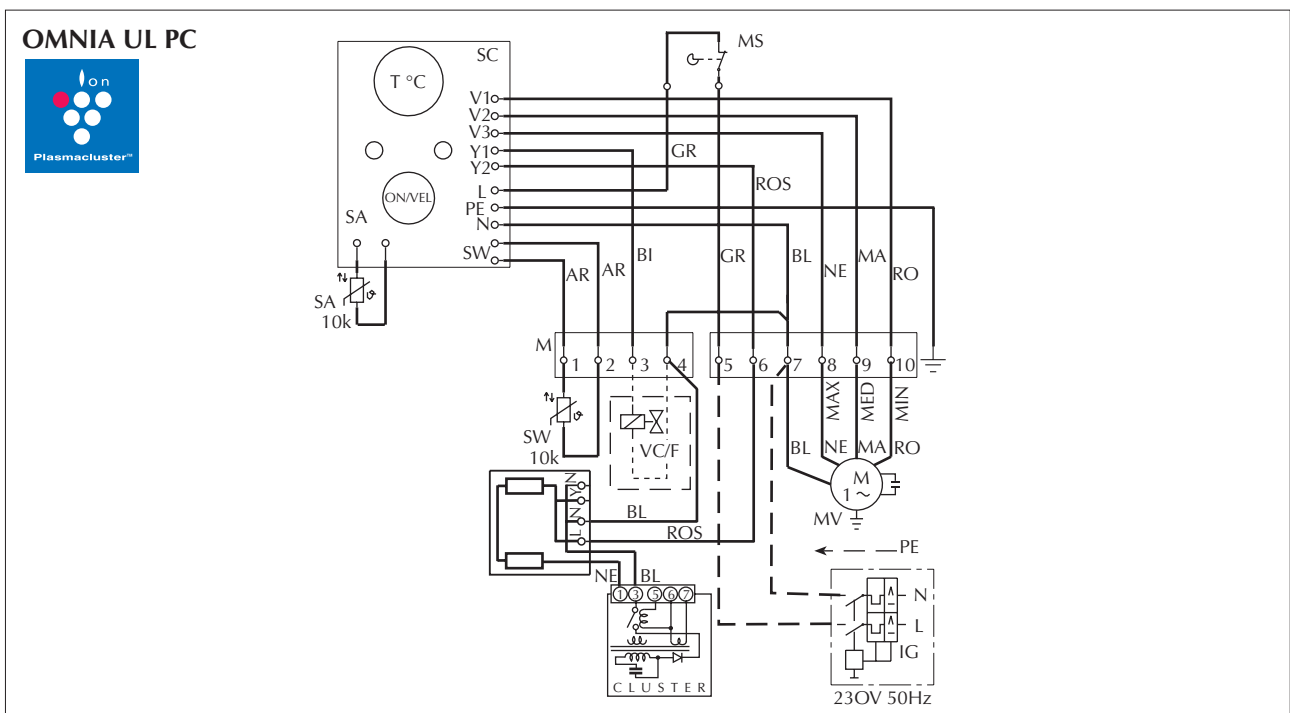 OMNIA UL PC
Ion
Plasmacluster™
SC
T °C
ON/VEL
SA
V1
V2
V3
Y1
Y2
L
PE
N
SW
MS
GR
ROS
AR
AR
BI
GR
BL
NE
MA
RO
SA
10k
M
1
2
3
4
5
6
7
8
9
10
MAX
MED
MIN
SW
10k
VC/F
BL
NE
MA
RO
M
1 ~
MV
N
Y
N
L
BL
ROS
NE
BL
1
3
5
6
7
CLUSTER
PE
N
L
IG
23OV 50Hz